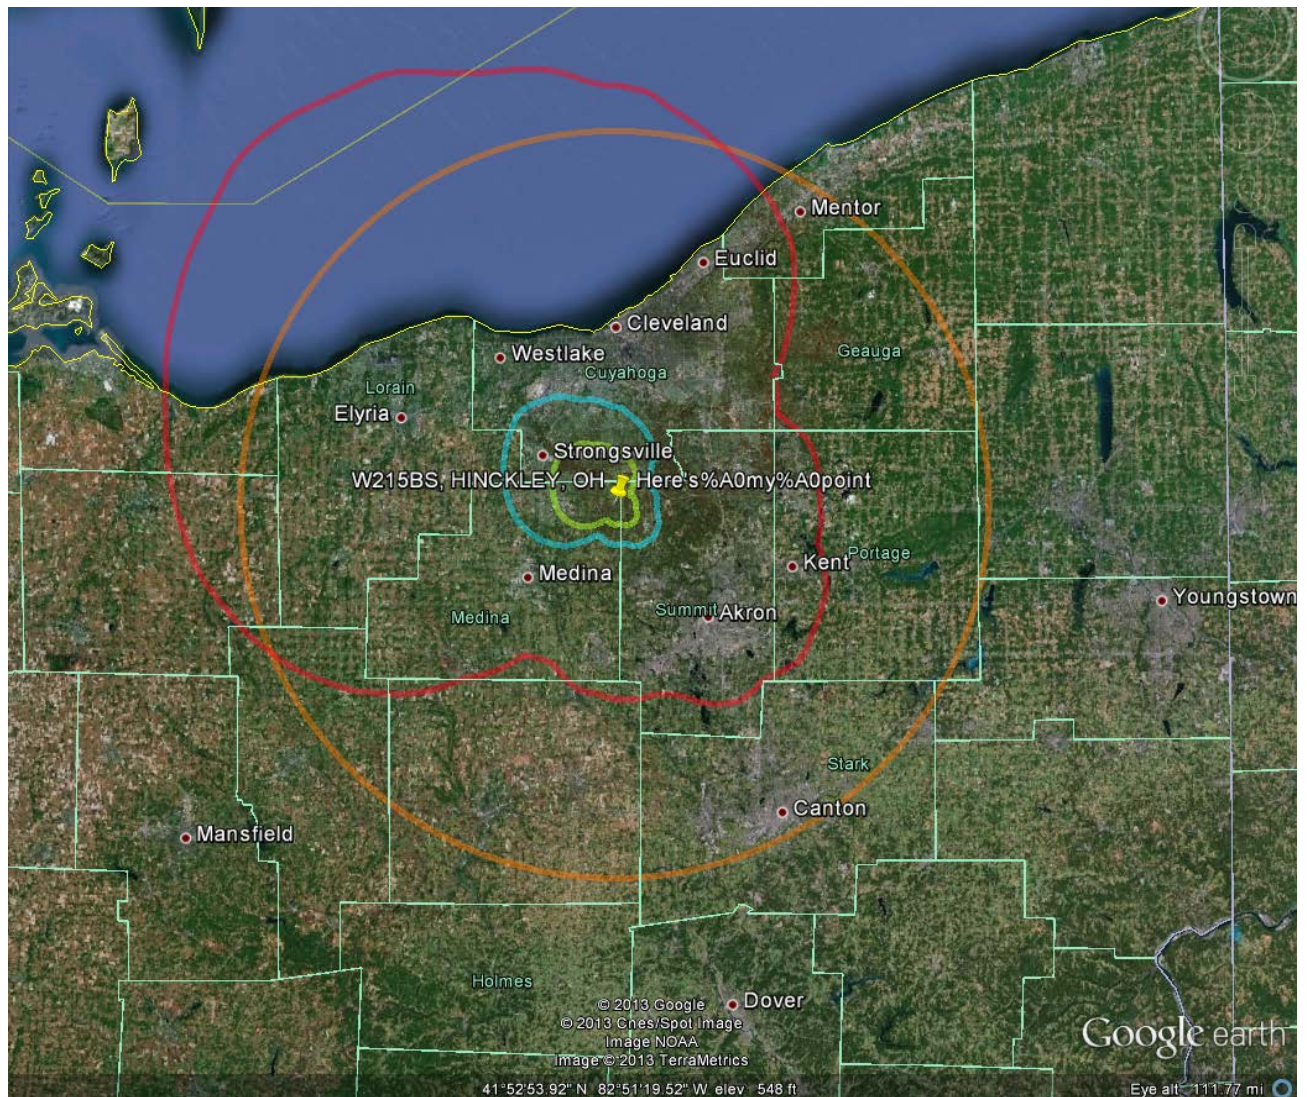 Mentor
Euclid
Cleveland
Westlake
Geauga
Cuyahoga
Lorain
Elyria
Strongsville
W215BS, HINCKLEY, OH
Here's%A0my%A0point
Portage
Kent
Medina
Youngstown
Summit
Akron
Medina
Stark
Canton
Mansfield
Holmes
Dover
© 2013 Google
© 2013 Cnes/Spot Image
Image NOAA
Image © 2013 TerraMetrics
Google earth
41°52'53.92" N 82°51'19.52" W elev 548 ft
Eye alt 111.77 mi